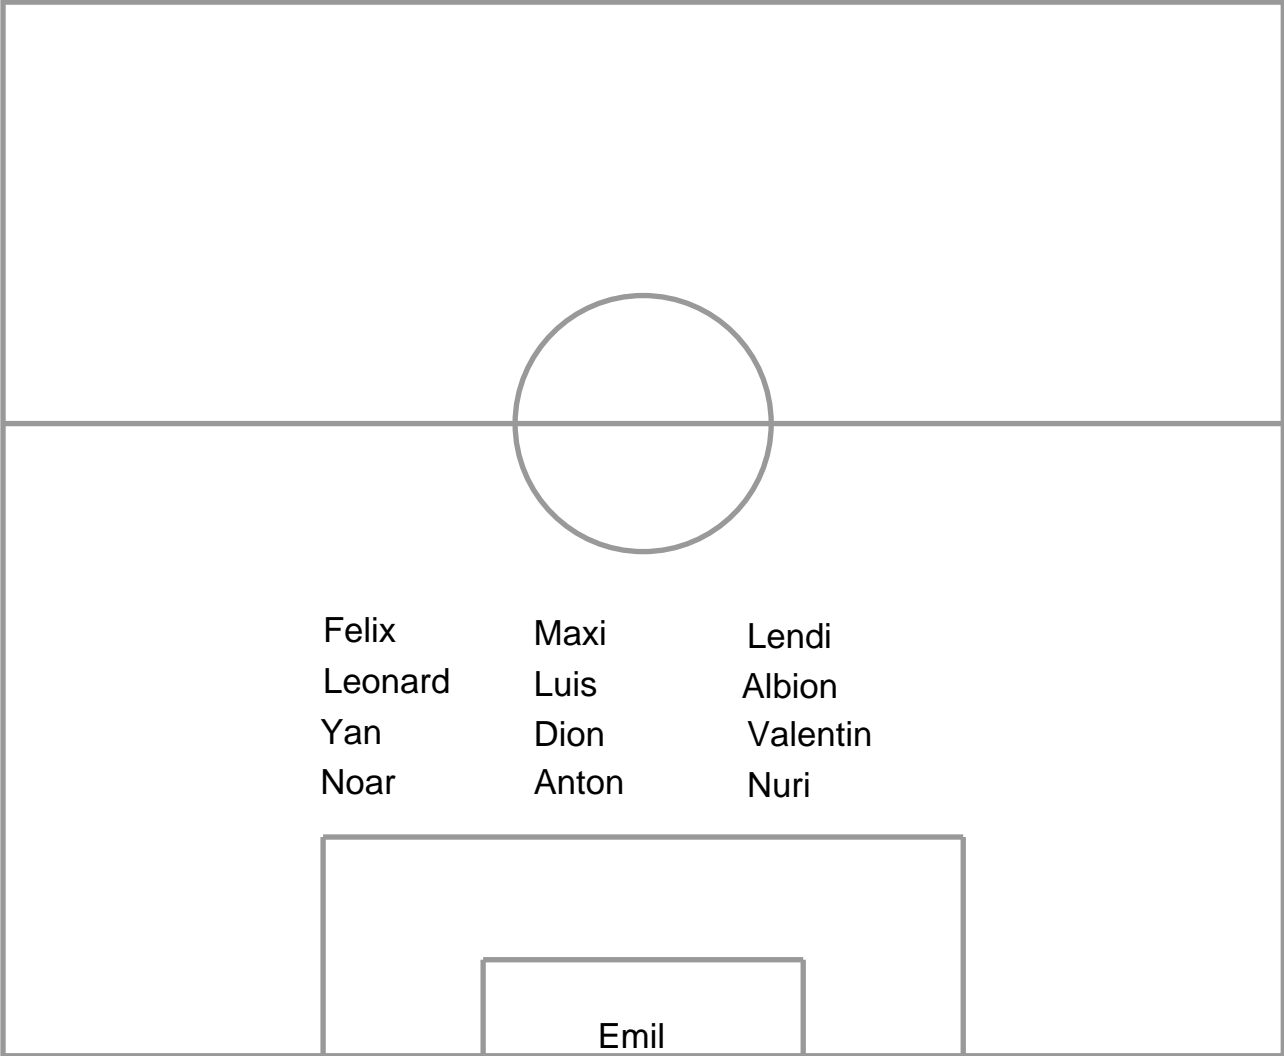 Felix Maxi Lendi
Leonard Luis Albion
Yan Dion Valentin
Noar Anton Nuri
Emil